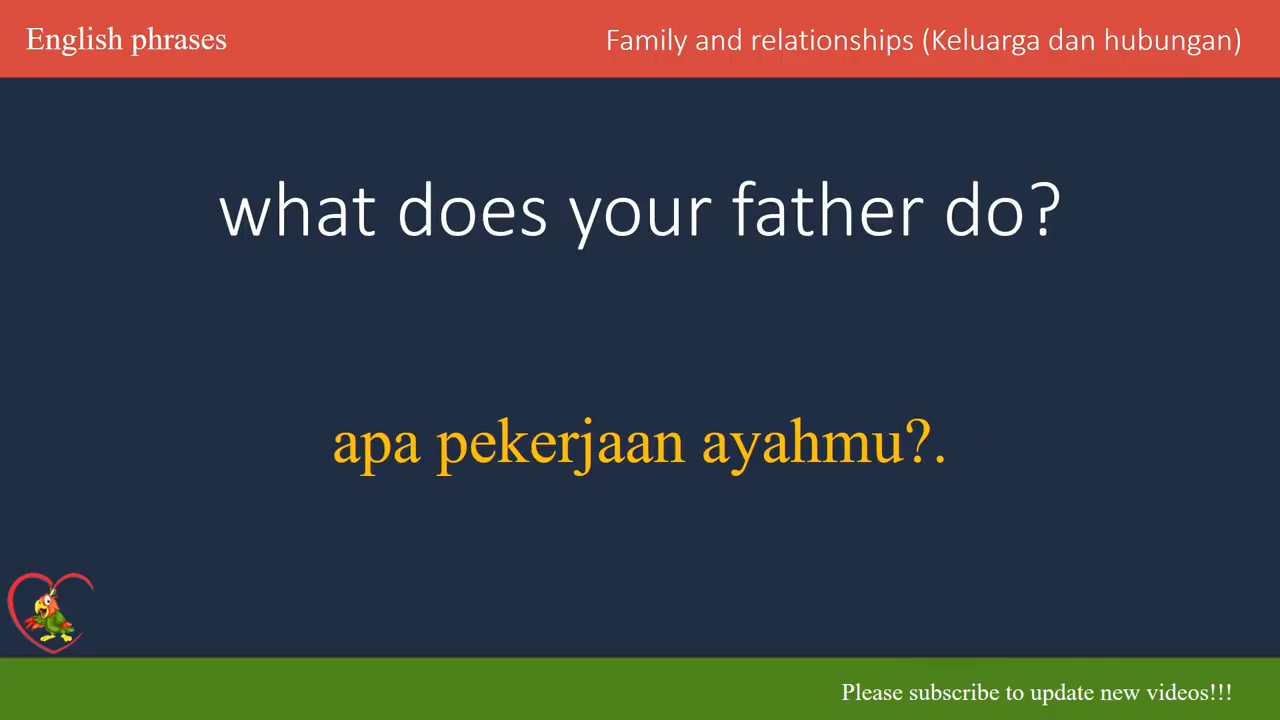 English phrases
Family and relationships (Keluarga dan hubungan)
what does your father do?
apa pekerjaan ayahmu?.
Please subscribe to update new videos!!!